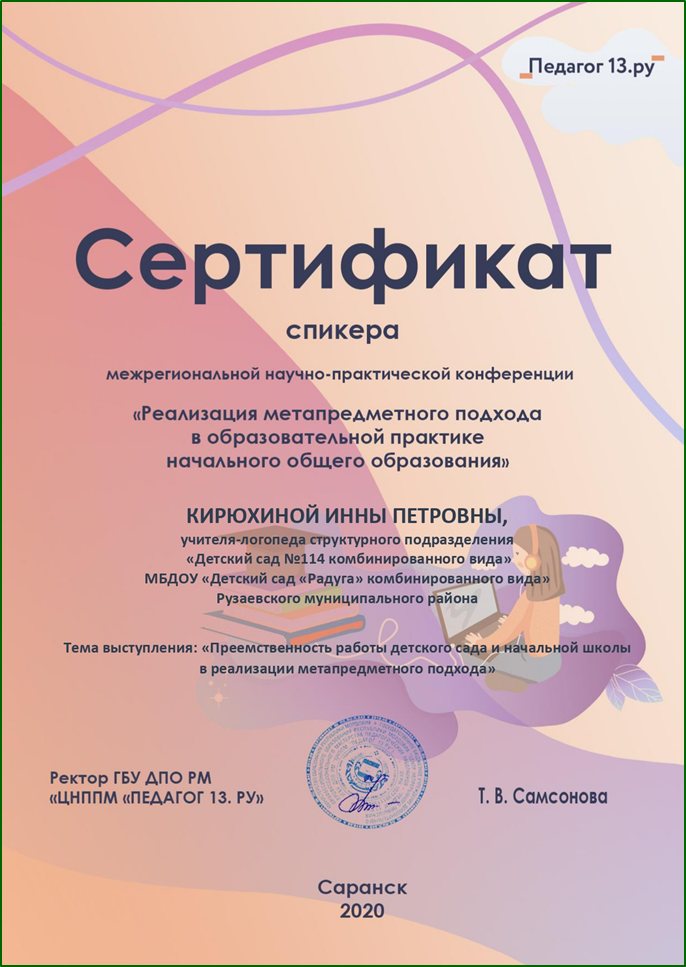 Педагог 13.ру
Сертификат
спикера
межрегиональной научно-практической конференции
«Реализация метапредметного подхода
в образовательной практике
начального общего образования»
КИРЮХИНОЙ ИННЫ ПЕТРОВНЫ,
учителя-логопеда структурного подразделения
«Детский сад №114 комбинированного вида»
МБДОУ «Детский сад «Радуга» комбинированного вида»
Рузаевского муниципального района
Тема выступления: «Преемственность работы детского сада и начальной школы
в реализации метапредметного подхода»
Ректор ГБУ ДПО РМ
«ЦНППМ «ПЕДАГОГ 13. РУ»
Т. В. Самсонова
Саранск
2020